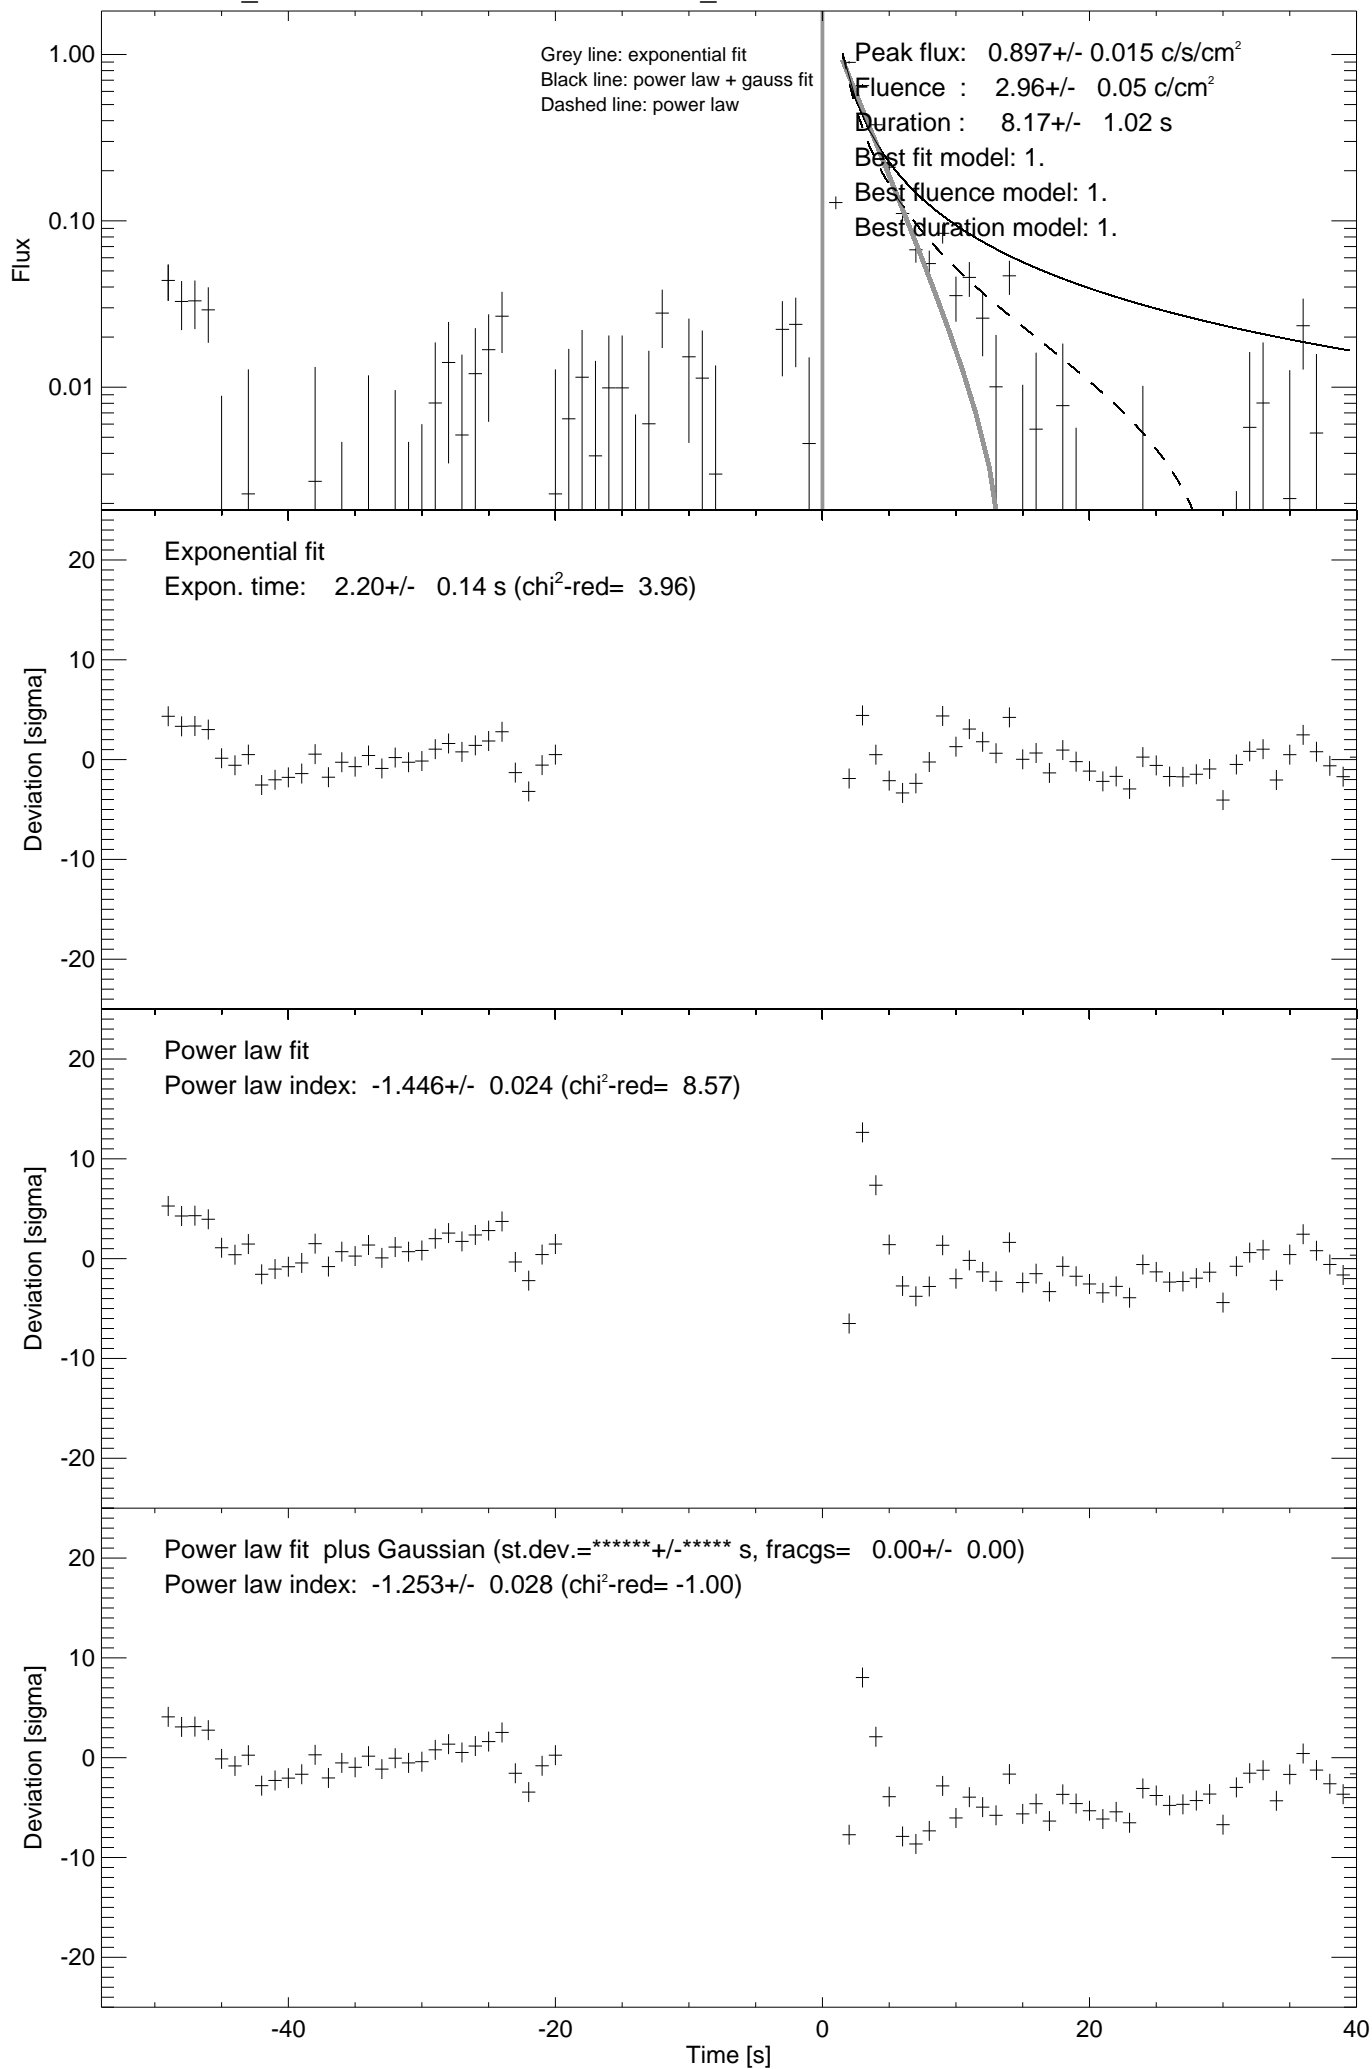 Grey line: exponential fit
Black line: power law + gauss fit
Dashed line: power law
Peak flux: 0.897+/- 0.015 c/s/cm²
Fluence : 2.96+/- 0.05 c/cm²
Duration : 8.17+/- 1.02 s
Best fit model: 1.
Best fluence model: 1.
Best duration model: 1.
1.00
0.10
0.01
Flux
Exponential fit
Expon. time: 2.20+/- 0.14 s (chi²-red= 3.96)
20
10
0
-10
-20
Deviation [sigma]
Power law fit
Power law index: -1.446+/- 0.024 (chi²-red= 8.57)
20
10
0
-10
-20
Deviation [sigma]
Power law fit plus Gaussian (st.dev.=******+/-***** s, fracgs= 0.00+/- 0.00)
Power law index: -1.253+/- 0.028 (chi²-red= -1.00)
20
10
0
-10
-20
Deviation [sigma]
-40 -20 0 20 40
Time [s]